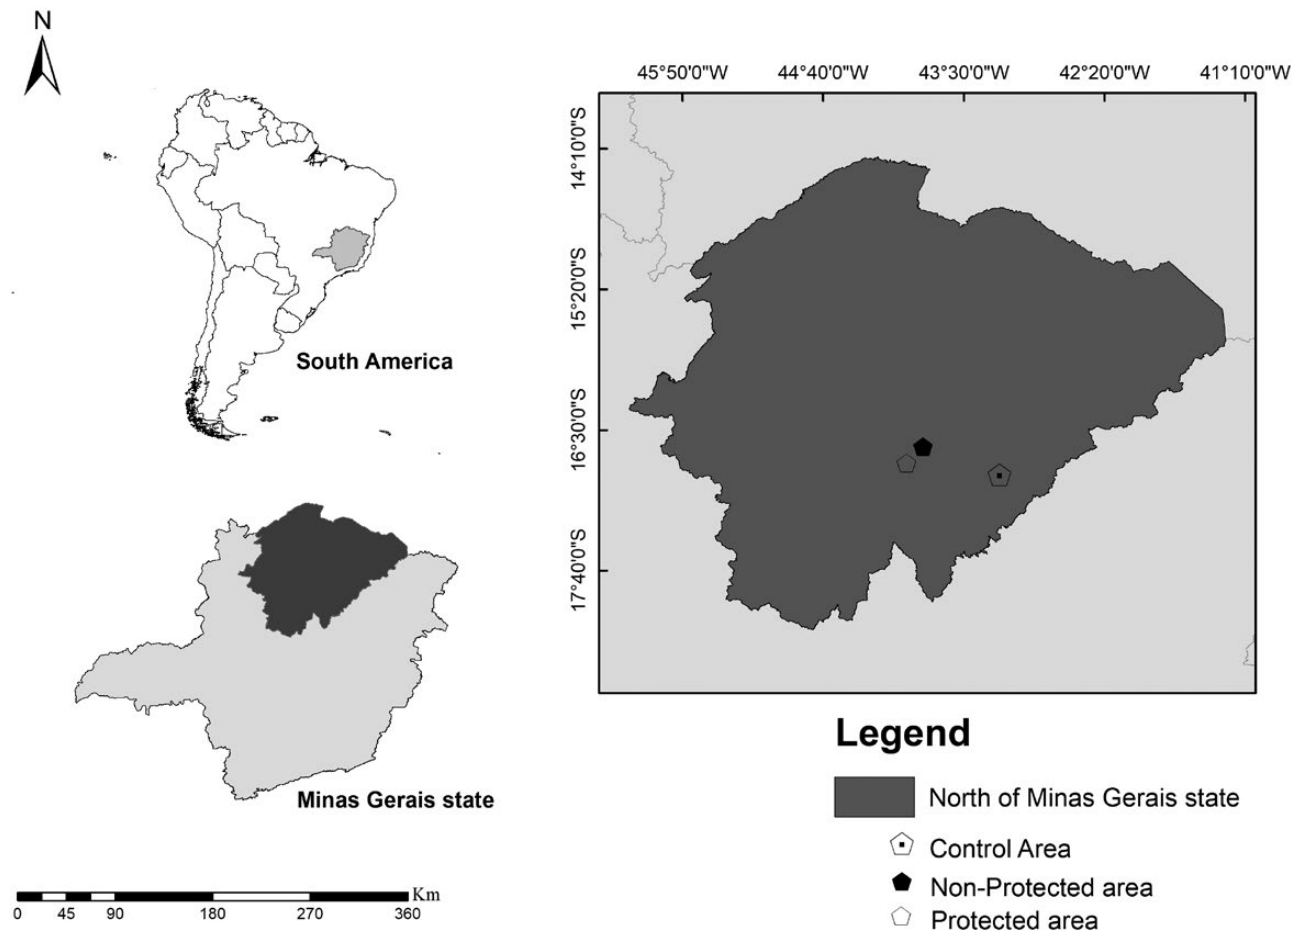 N
45°50'0"W 44°40'0"W 43°30'0"W 42°20'0"W 41°10'0"W
14°10'0"S
15°20'0"S
16°30'0"S
17°40'0"S
South America
Minas Gerais state
Legend
North of Minas Gerais state
Control Area
Non-Protected area
Protected area
Km
0 45 90 180 270 360